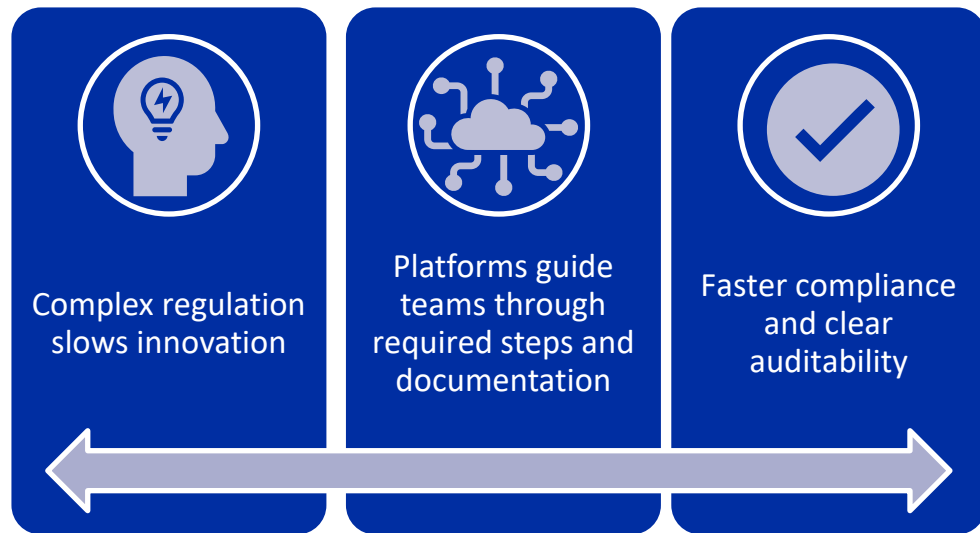 Complex regulation
slows innovation
Platforms guide
teams through
required steps and
documentation
Faster compliance
and clear
auditability